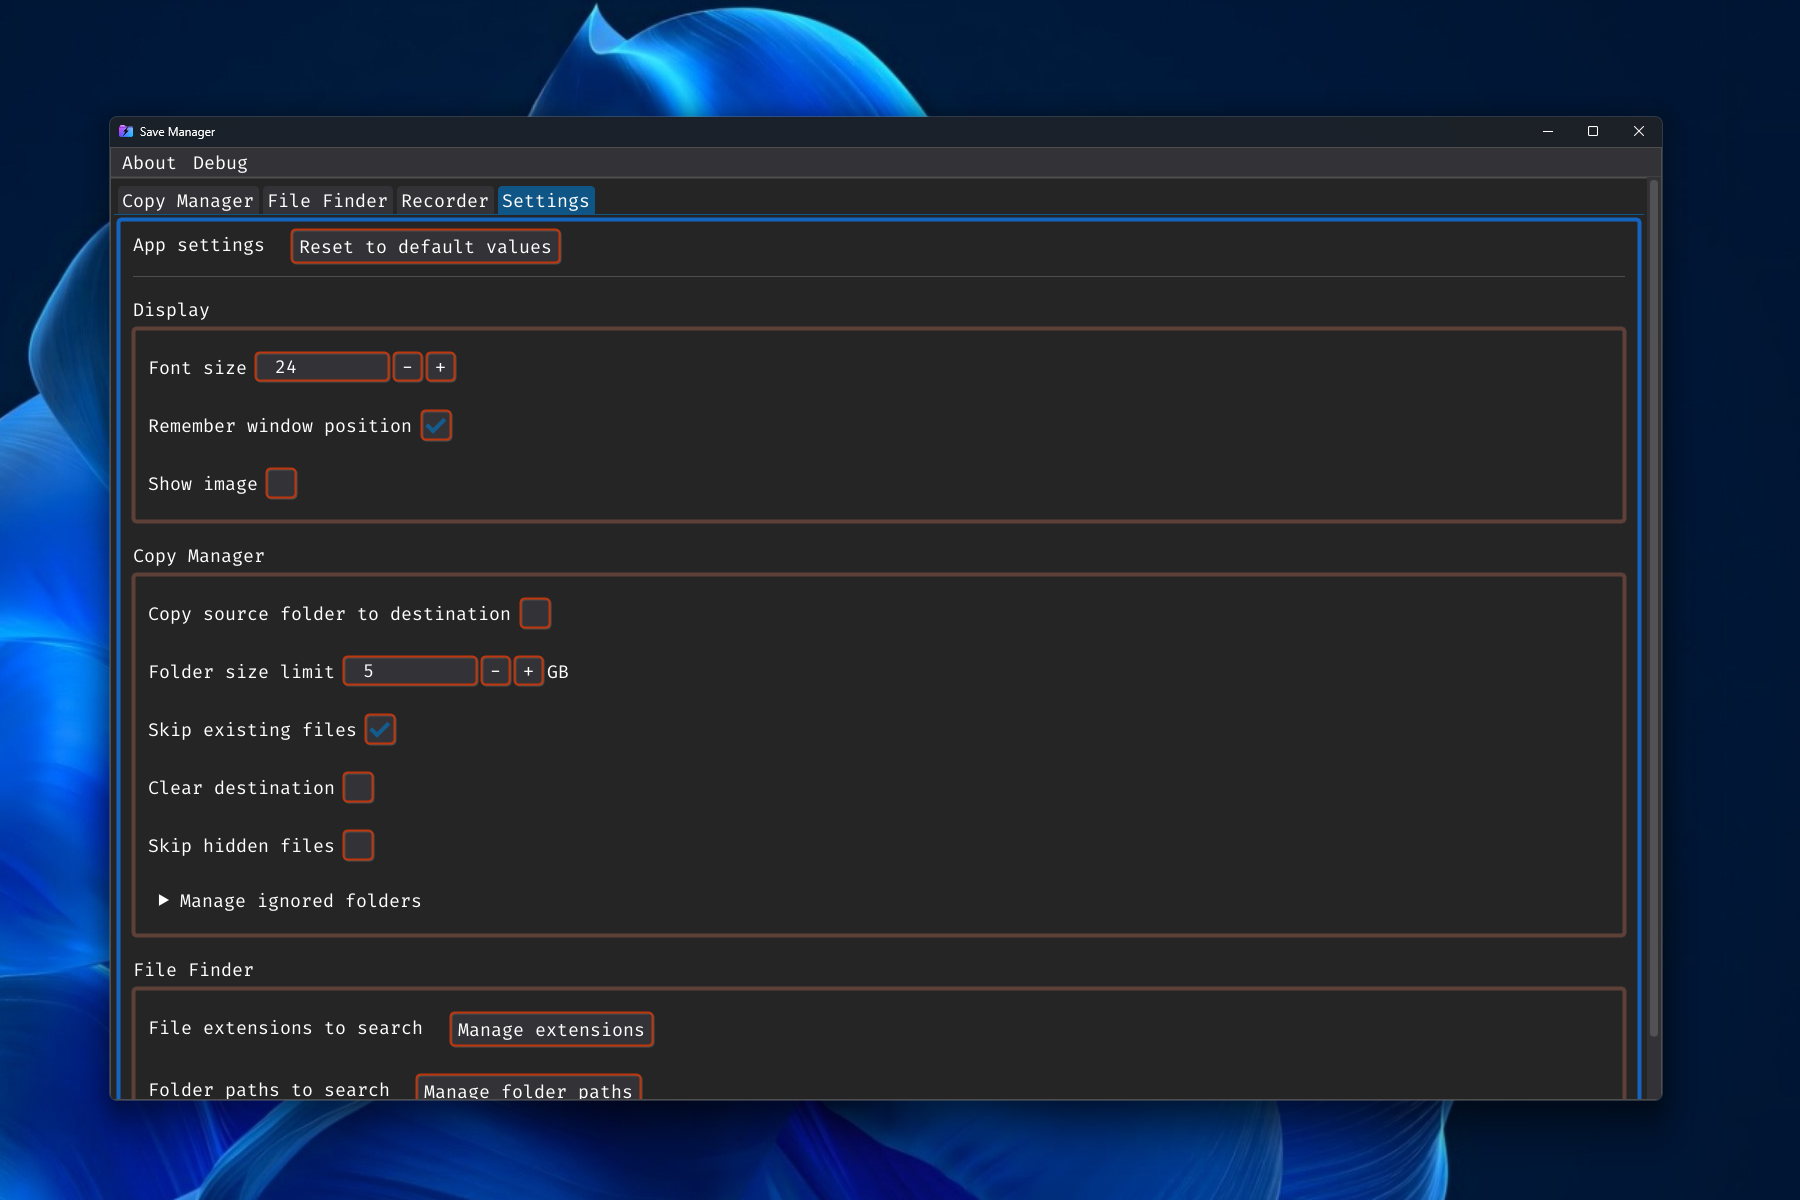 Save Manager
About Debug
Copy Manager File Finder Recorder Settings
App settings Reset to default values
Display
Font size 24 - +
Remember window position
Show image
Copy Manager
Copy source folder to destination
Folder size limit 5 - + GB
Skip existing files
Clear destination
Skip hidden files
Manage ignored folders
File Finder
File extensions to search Manage extensions
Folder paths to search Manage folder paths